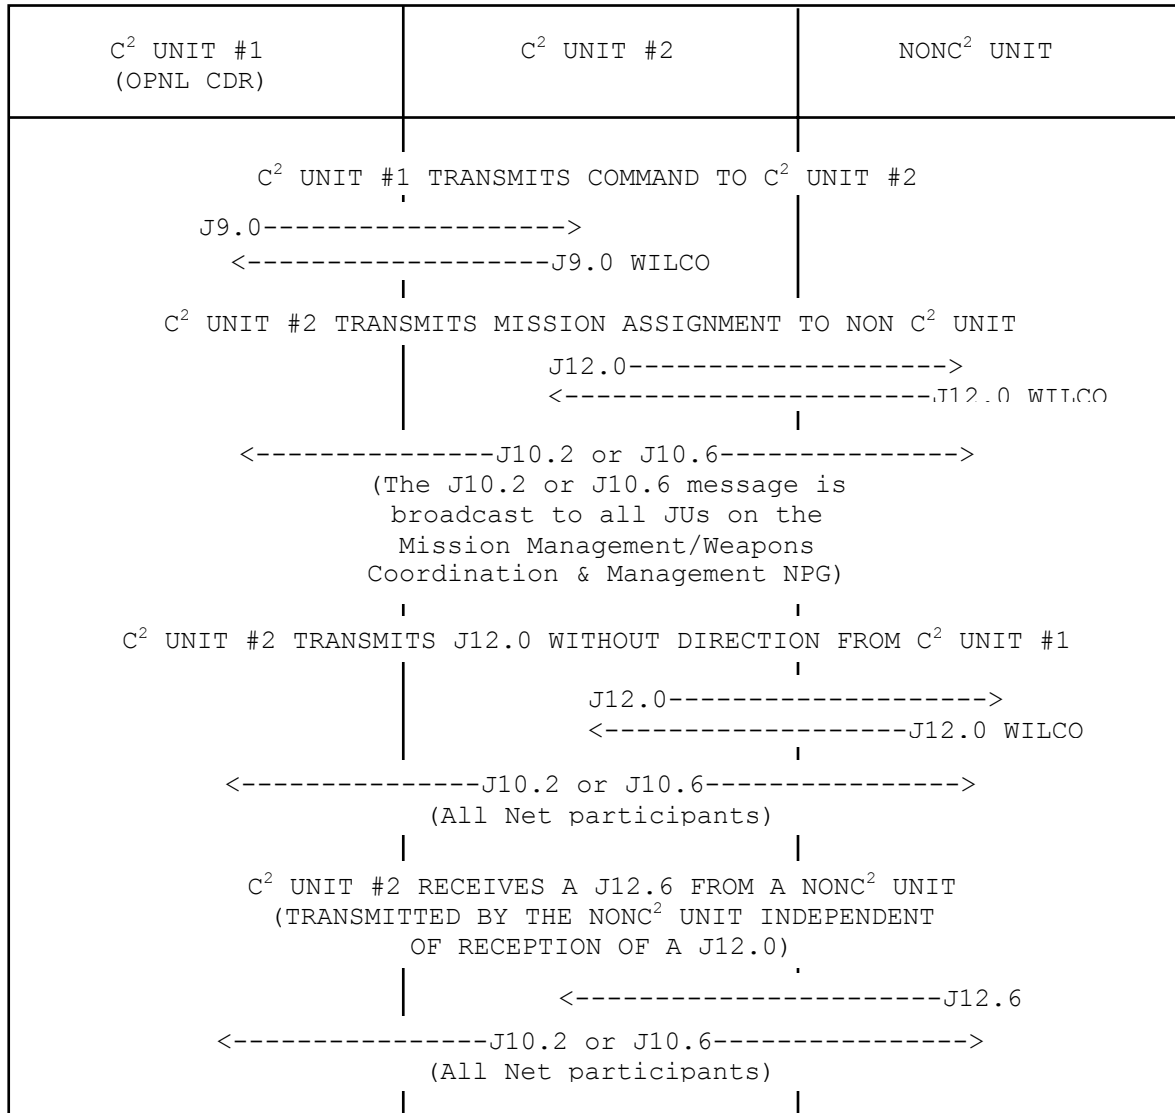 C² UNIT #1 C² UNIT #2 NONC² UNIT
(OPNL CDR)
C² UNIT #1 TRANSMITS COMMAND TO C² UNIT #2
J9.0------------------->
<-------------------J9.0 WILCO
C² UNIT #2 TRANSMITS MISSION ASSIGNMENT TO NON C² UNIT
J12.0-------------------->
<-----------------------J12.0 WILCO
<---------------J10.2 or J10.6--------------->
(The J10.2 or J10.6 message is
broadcast to all JUs on the
Mission Management/Weapons
Coordination & Management NPG)
C² UNIT #2 TRANSMITS J12.0 WITHOUT DIRECTION FROM C² UNIT #1
J12.0-------------------->
<-------------------J12.0 WILCO
<---------------J10.2 or J10.6---------------->
(All Net participants)
C² UNIT #2 RECEIVES A J12.6 FROM A NONC² UNIT
(TRANSMITTED BY THE NONC² UNIT INDEPENDENT
OF RECEPTION OF A J12.0)
<-----------------------J12.6
<----------------J10.2 or J10.6---------------->
(All Net participants)